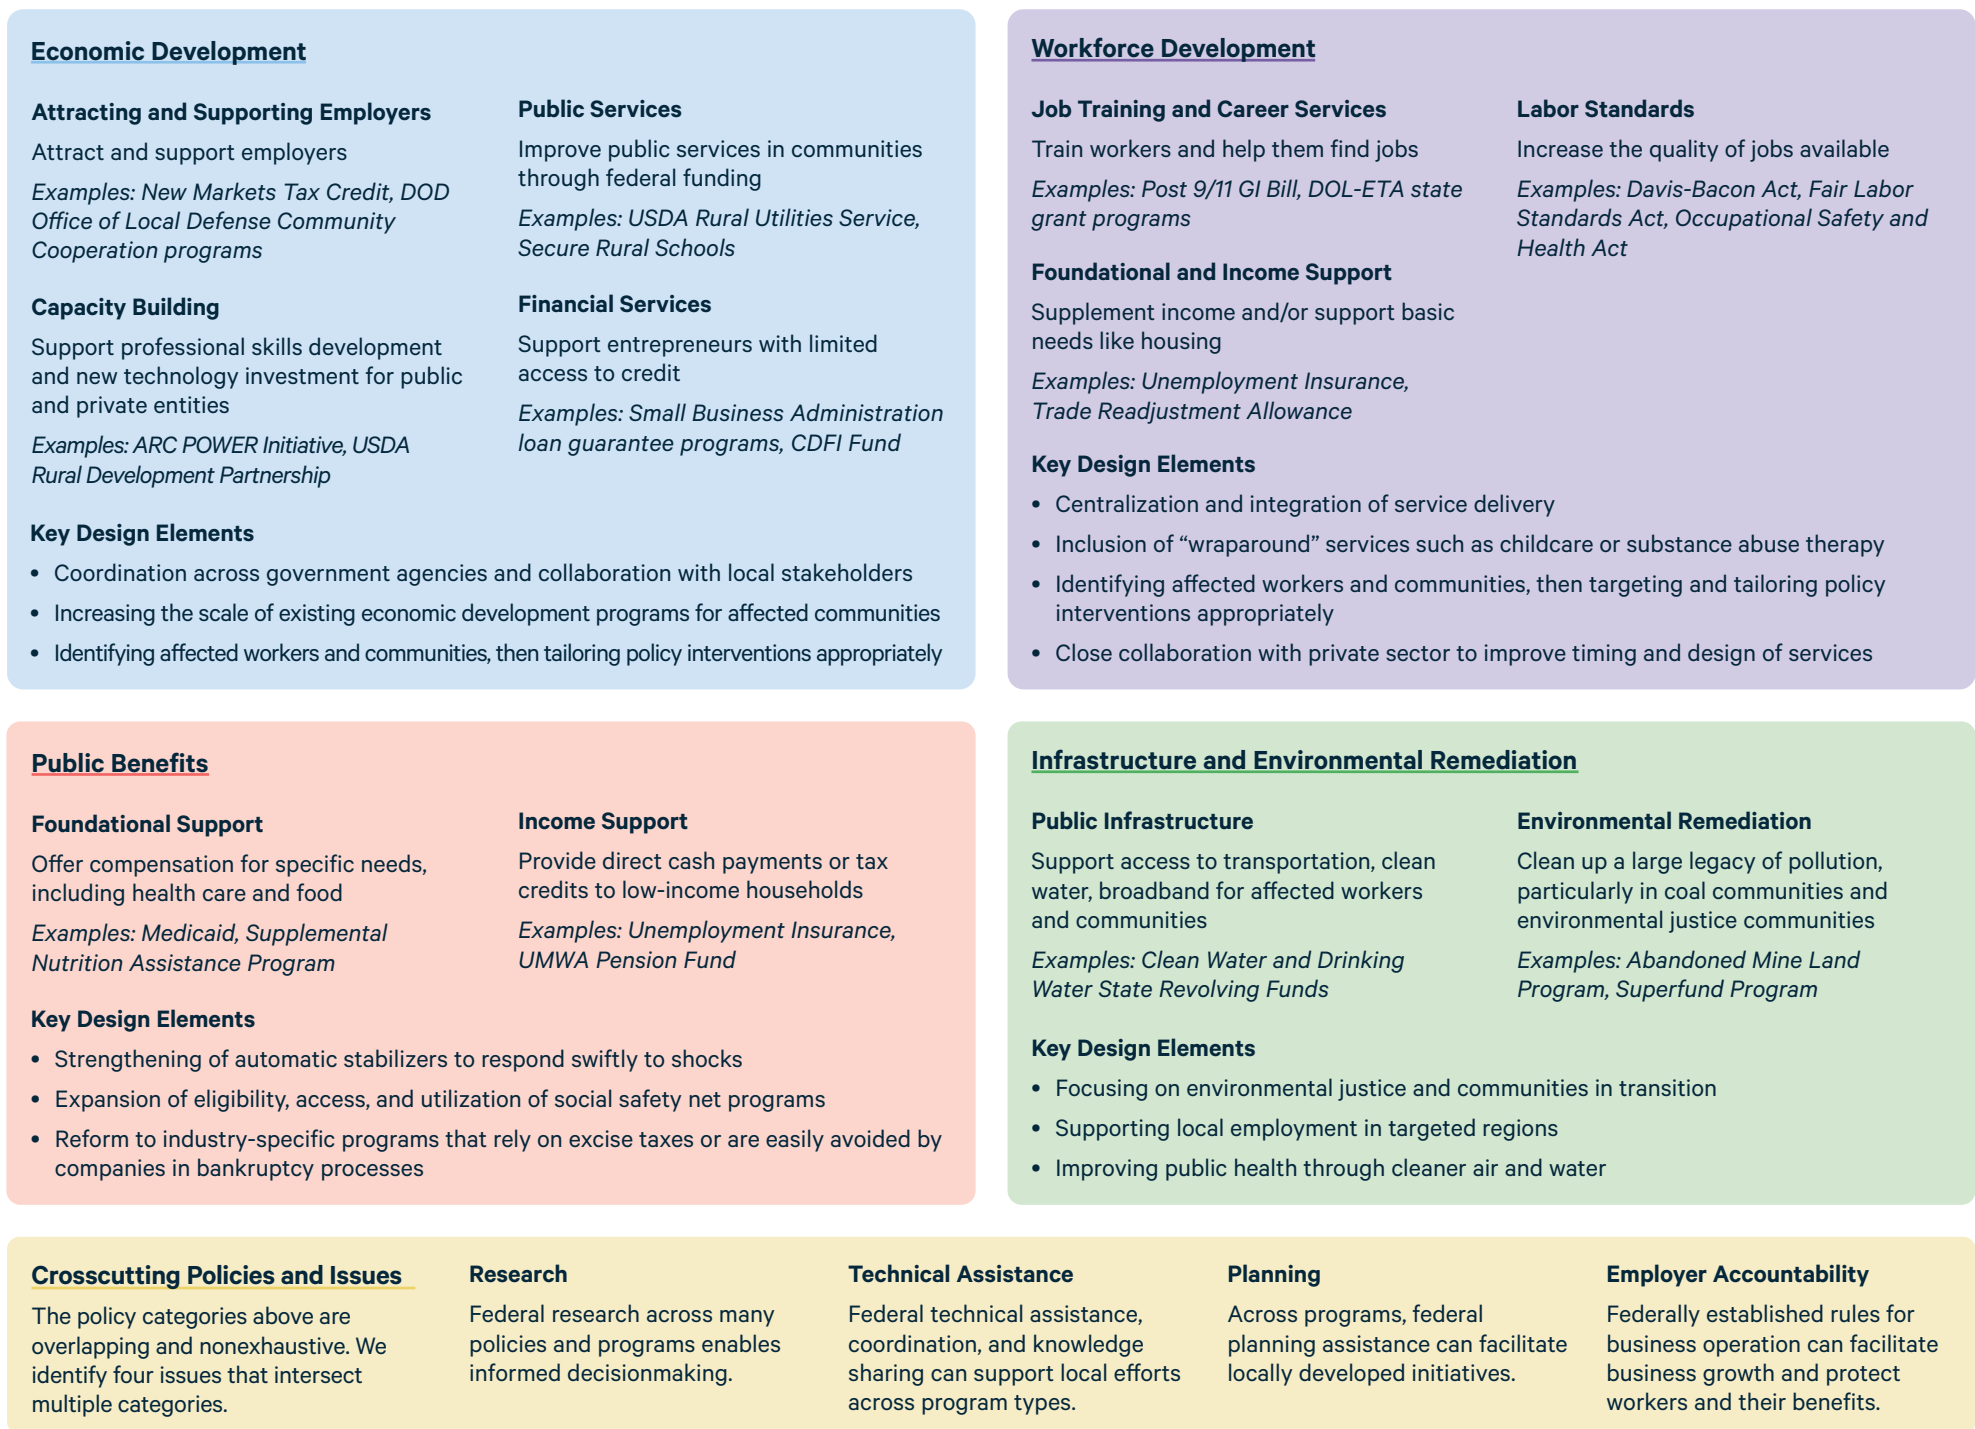 Economic Development
Attracting and Supporting Employers
Attract and support employers
Examples: New Markets Tax Credit, DOD
Office of Local Defense Community
Cooperation programs
Capacity Building
Support professional skills development
and new technology investment for public
and private entities
Examples: ARC POWER Initiative, USDA
Rural Development Partnership
Public Services
Improve public services in communities
through federal funding
Examples: USDA Rural Utilities Service,
Secure Rural Schools
Financial Services
Support entrepreneurs with limited
access to credit
Examples: Small Business Administration
loan guarantee programs, CDFI Fund
Key Design Elements
• Coordination across government agencies and collaboration with local stakeholders
• Increasing the scale of existing economic development programs for affected communities
• Identifying affected workers and communities, then tailoring policy interventions appropriately
Workforce Development
Job Training and Career Services
Train workers and help them find jobs
Examples: Post 9/11 GI Bill, DOL-ETA state
grant programs
Foundational and Income Support
Supplement income and/or support basic
needs like housing
Examples: Unemployment Insurance,
Trade Readjustment Allowance
Labor Standards
Increase the quality of jobs available
Examples: Davis-Bacon Act, Fair Labor
Standards Act, Occupational Safety and
Health Act
Key Design Elements
• Centralization and integration of service delivery
• Inclusion of “wraparound” services such as childcare or substance abuse therapy
• Identifying affected workers and communities, then targeting and tailoring policy
interventions appropriately
• Close collaboration with private sector to improve timing and design of services
Public Benefits
Foundational Support
Offer compensation for specific needs,
including health care and food
Examples: Medicaid, Supplemental
Nutrition Assistance Program
Income Support
Provide direct cash payments or tax
credits to low-income households
Examples: Unemployment Insurance,
UMWA Pension Fund
Key Design Elements
• Strengthening of automatic stabilizers to respond swiftly to shocks
• Expansion of eligibility, access, and utilization of social safety net programs
• Reform to industry-specific programs that rely on excise taxes or are easily avoided by
companies in bankruptcy processes
Infrastructure and Environmental Remediation
Public Infrastructure
Support access to transportation, clean
water, broadband for affected workers
and communities
Examples: Clean Water and Drinking
Water State Revolving Funds
Environmental Remediation
Clean up a large legacy of pollution,
particularly in coal communities and
environmental justice communities
Examples: Abandoned Mine Land
Program, Superfund Program
Key Design Elements
• Focusing on environmental justice and communities in transition
• Supporting local employment in targeted regions
• Improving public health through cleaner air and water
Crosscutting Policies and Issues
The policy categories above are
overlapping and nonexhaustive. We
identify four issues that intersect
multiple categories.
Research
Federal research across many
policies and programs enables
informed decisionmaking.
Technical Assistance
Federal technical assistance,
coordination, and knowledge
sharing can support local efforts
across program types.
Planning
Across programs, federal
planning assistance can facilitate
locally developed initiatives.
Employer Accountability
Federally established rules for
business operation can facilitate
business growth and protect
workers and their benefits.